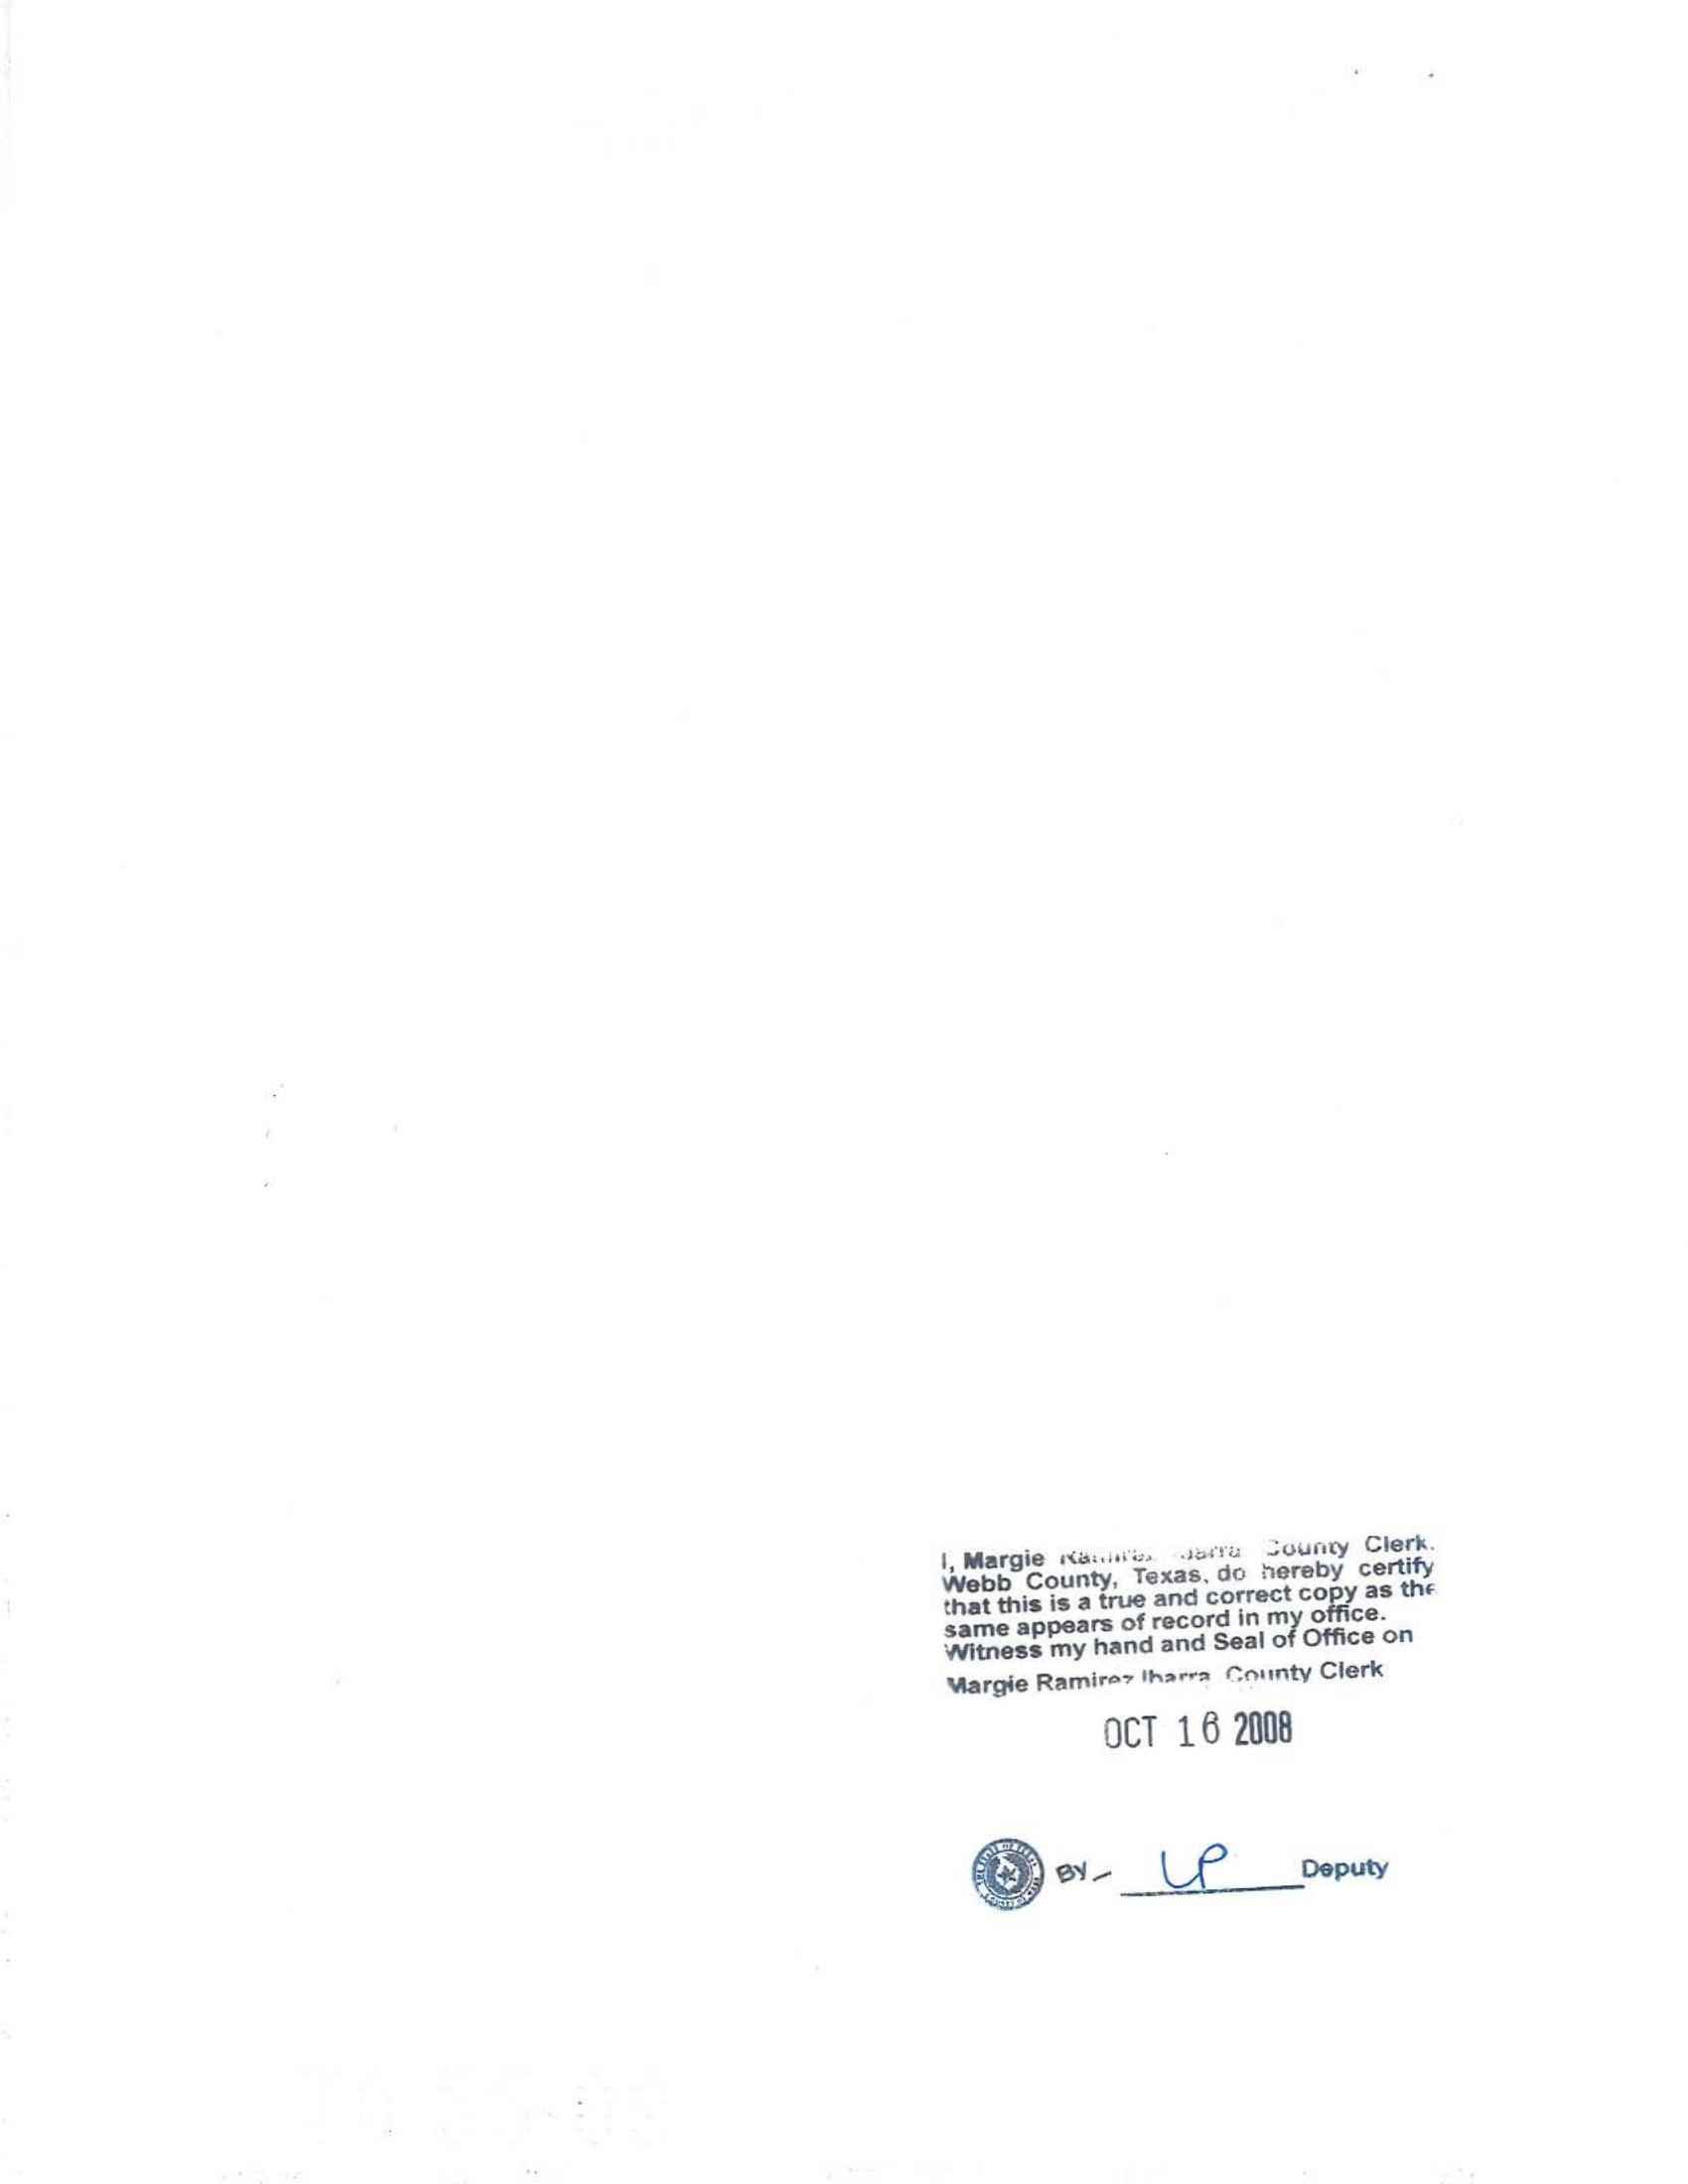 I, Margie Ramirez Ibarra County Clerk.
Webb County, Texas, do hereby certify
that this is a true and correct copy as the
same appears of record in my office.
Witness my hand and Seal of Office on
Margie Ramirez Ibarra County Clerk
OCT 16 2008
BY- LP Deputy